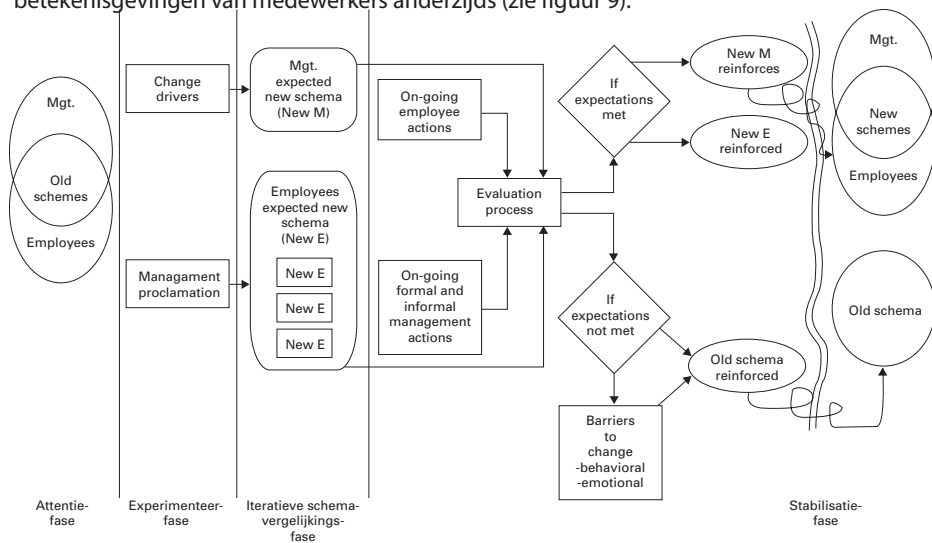 betekenisgevingen van medewerkers anderzijds (zie figuur 9).
Mgt.
Old
schemes
Employees
Change
drivers
Managament
proclamation
Mgt.
expected
new schema
(New M)
Employees
expected new
schema
(New E)
New E
New E
New E
On-going
employee
actions
On-going
formal and
informal
management
actions
Evaluation
process
If
expectations
met
If
expectations
not met
Barriers
to
change
-behavioral
-emotional
New M
reinforces
New E
reinforced
Old schema
reinforced
Mgt.
New
schemes
Employees
Old schema
Attentie-
fase
Experimenteer-
fase
Iteratieve schema-
vergelijkings-
fase
Stabilisatie-
fase